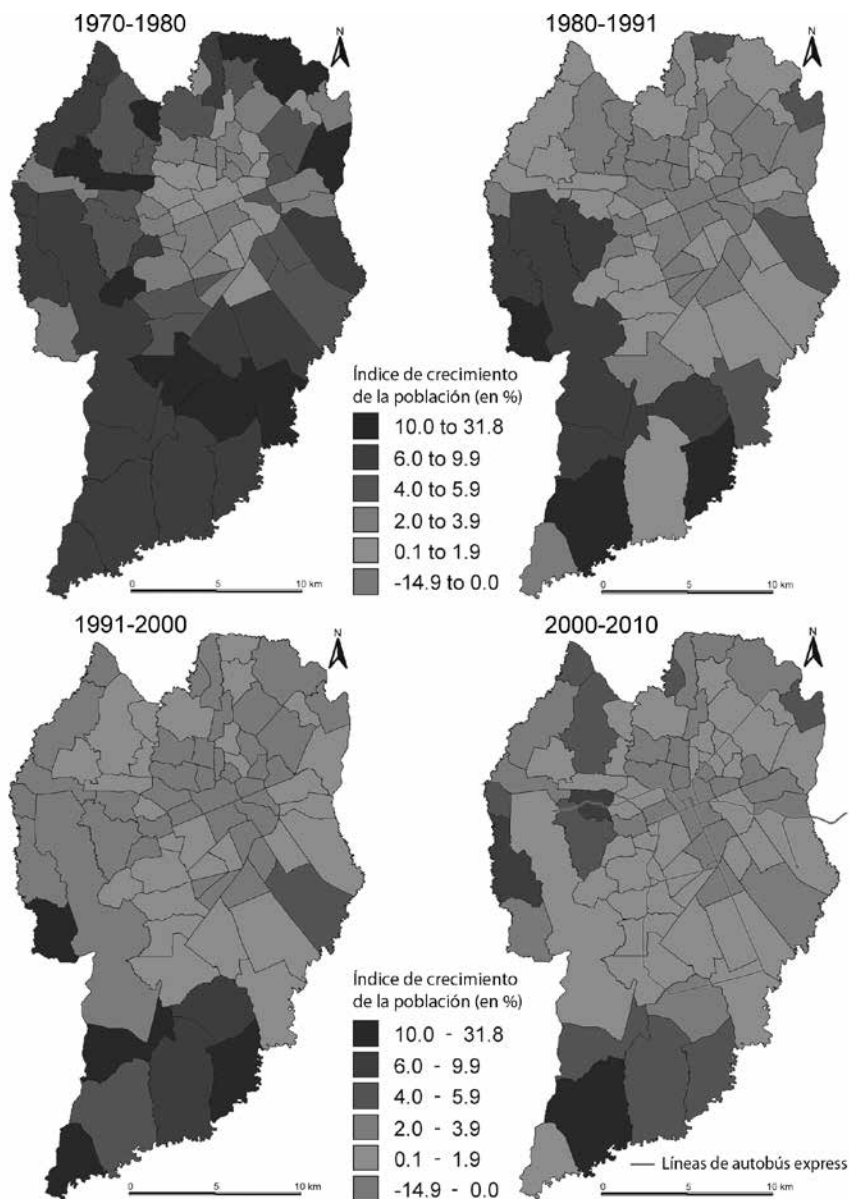 1970-1980
N
1980-1991
N
Índice de crecimiento
de la población (en %)
10.0 to 31.8
6.0 to 9.9
4.0 to 5.9
2.0 to 3.9
0.1 to 1.9
-14.9 to 0.0
0 5 10 km
0 5 10 km
1991-2000
N
2000-2010
N
Índice de crecimiento
de la población (en %)
10.0 - 31.8
6.0 - 9.9
4.0 - 5.9
2.0 - 3.9
0.1 - 1.9
-14.9 - 0.0
Líneas de autobús express
0 5 10 km
0 5 10 km